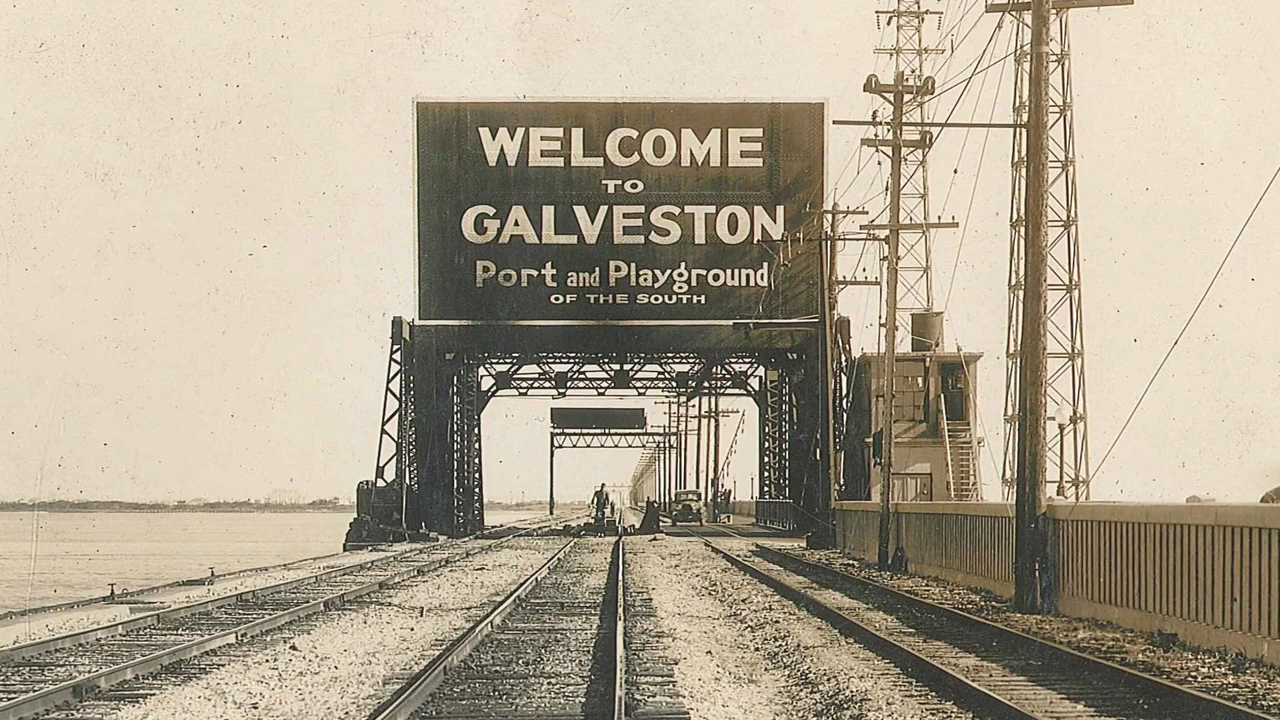 WELCOME
TO
GALVESTON
Port and Playground
OF THE SOUTH